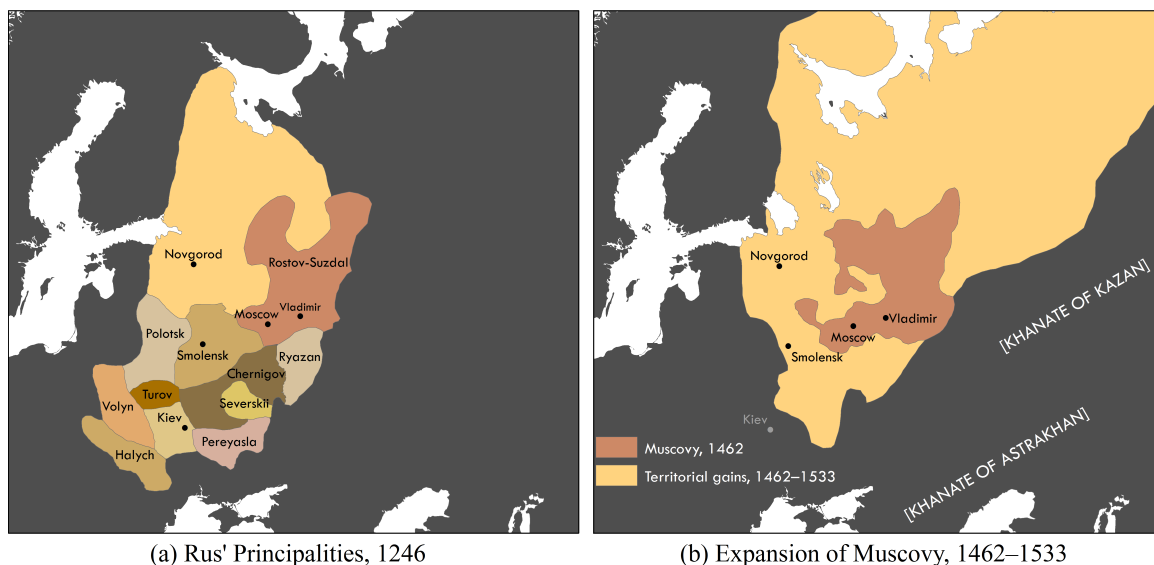 Novgorod
Rostov-Suzdal
Moscow
Vladimir
Polotsk
Smolensk
Ryazan
Chernigov
Turov
Severskii
Volyn
Kiev
Pereyasla
Halych
(a) Rus' Principalities, 1246
Novgorod
[KHANATE OF KAZAN]
Vladimir
Moscow
Smolensk
Kiev
[KHANATE OF ASTRAKHAN]
Muscovy, 1462
Territorial gains, 1462–1533
(b) Expansion of Muscovy, 1462–1533